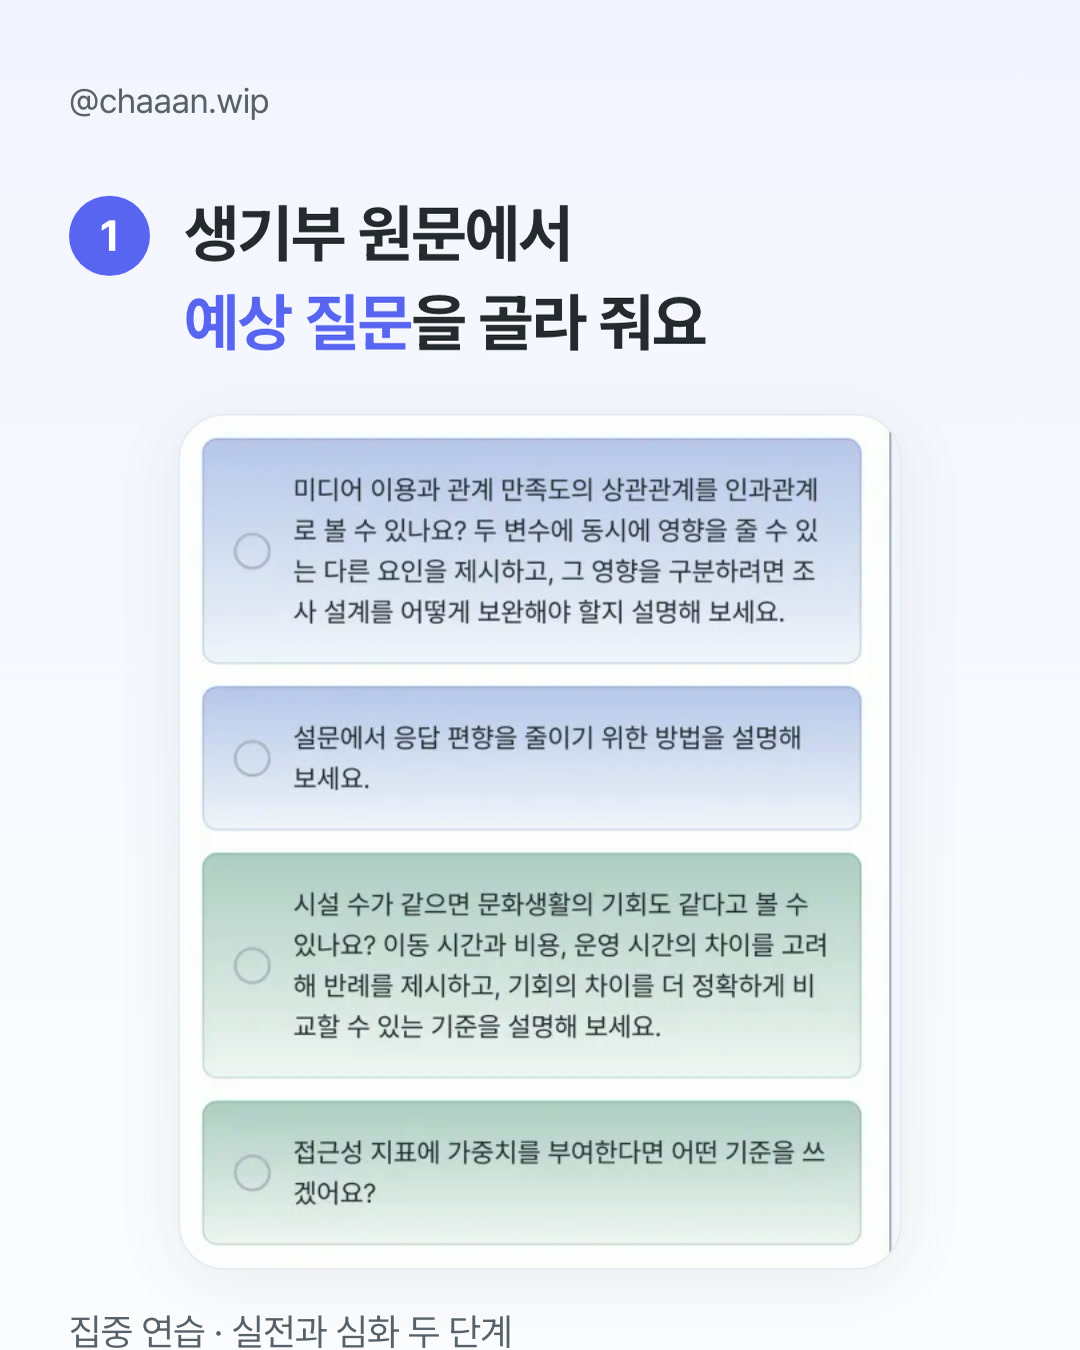 @chaaan.wip
1
생기부 원문에서
예상 질문을 골라 줘요
미디어 이용과 관계 만족도의 상관관계를 인과관계
로 볼 수 있나요? 두 변수에 동시에 영향을 줄 수 있
는 다른 요인을 제시하고, 그 영향을 구분하려면 조
사 설계를 어떻게 보완해야 할지 설명해 보세요.
설문에서 응답 편향을 줄이기 위한 방법을 설명해
보세요.
시설 수가 같으면 문화생활의 기회도 같다고 볼 수
있나요? 이동 시간과 비용, 운영 시간의 차이를 고려
해 반례를 제시하고, 기회의 차이를 더 정확하게 비
교할 수 있는 기준을 설명해 보세요.
접근성 지표에 가중치를 부여한다면 어떤 기준을 쓰
겠어요?
집중 연습 · 실전과 심화 두 단계